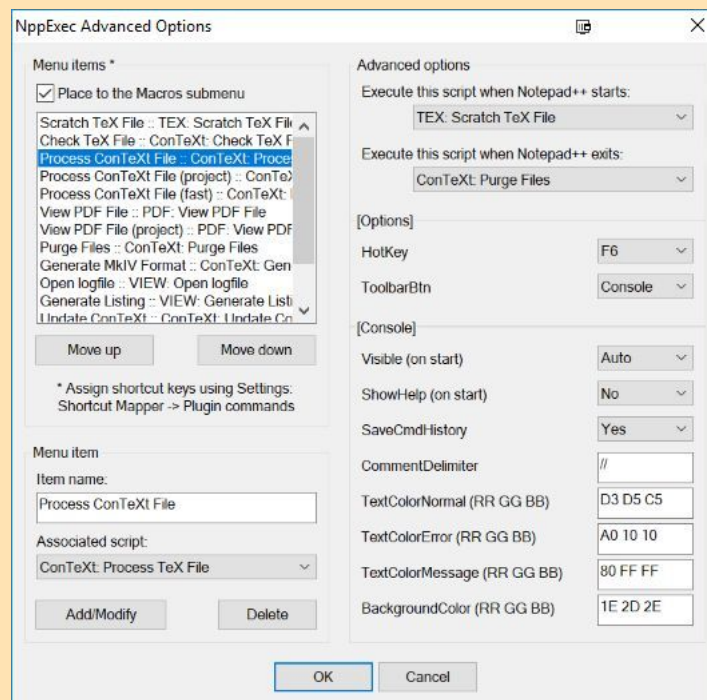 NppExec Advanced Options
Menu items *
Place to the Macros submenu
Scratch TeX File :: TEX: Scratch TeX File
Check TeX File :: ConTeXt: Check TeX F
Process ConTeXt File :: ConTeXt: Proces
Process ConTeXt File (project) :: ConTeX
Process ConTeXt File (fast) :: ConTeXt:
View PDF File :: PDF: View PDF File
View PDF File (project) :: PDF: View PDF
Purge Files :: ConTeXt: Purge Files
Generate MkIV Format :: ConTeXt: Gen
Open logfile :: VIEW: Open logfile
Generate Listing :: VIEW: Generate Listi
Update ConTeXt :: ConTeXt: Update Co
Move up
Move down
* Assign shortcut keys using Settings:
Shortcut Mapper -> Plugin commands
Menu item
Item name:
Process ConTeXt File
Associated script:
ConTeXt: Process TeX File
Add/Modify
Delete
Advanced options
Execute this script when Notepad++ starts:
TEX: Scratch TeX File
Execute this script when Notepad++ exits:
ConTeXt: Purge Files
[Options]
HotKey
F6
ToolbarBtn
Console
[Console]
Visible (on start)
Auto
ShowHelp (on start)
No
SaveCmdHistory
Yes
CommentDelimiter
//
TextColorNormal (RR GG BB)
D3 D5 C5
TextColorError (RR GG BB)
A0 10 10
TextColorMessage (RR GG BB)
80 FF FF
BackgroundColor (RR GG BB)
1E 2D 2E
OK
Cancel